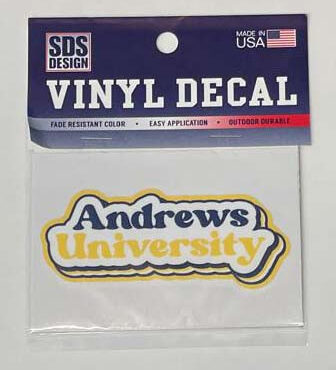 SDS
DESIGN
MADE IN
USA
VINYL DECAL
FADE RESISTANT COLOR • EASY APPLICATION • OUTDOOR DURABLE
Andrews
University